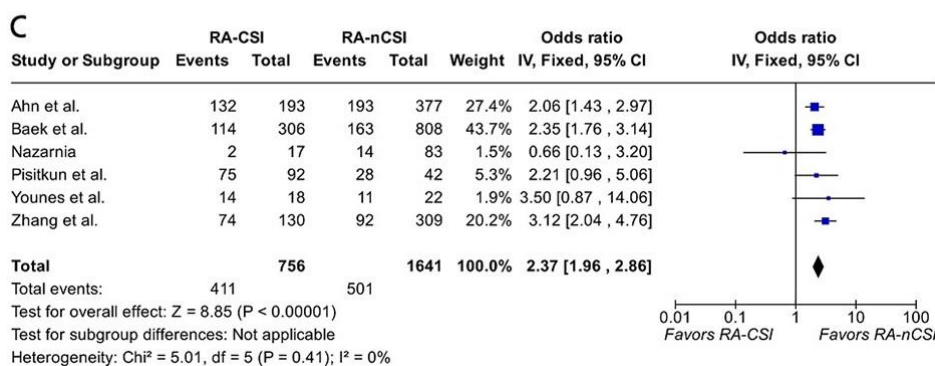 C
RA-CSI RA-nCSI Odds ratio Odds ratio
Study or Subgroup Events Total Events Total Weight IV, Fixed, 95% CI IV, Fixed, 95% CI
Ahn et al. 132 193 193 377 27.4% 2.06 [1.43 , 2.97]
Baek et al. 114 306 163 808 43.7% 2.35 [1.76 , 3.14]
Nazarnia 2 17 14 83 1.5% 0.66 [0.13 , 3.20]
Pisitkun et al. 75 92 28 42 5.3% 2.21 [0.96 , 5.06]
Younes et al. 14 18 11 22 1.9% 3.50 [0.87 , 14.06]
Zhang et al. 74 130 92 309 20.2% 3.12 [2.04 , 4.76]
Total 756 1641 100.0% 2.37 [1.96 , 2.86]
Total events: 411 501
Test for overall effect: Z = 8.85 (P < 0.00001)
Test for subgroup differences: Not applicable
Heterogeneity: Chi² = 5.01, df = 5 (P = 0.41); I² = 0%
0.01 0.1 1 10 100
Favors RA-CSI Favors RA-nCSI